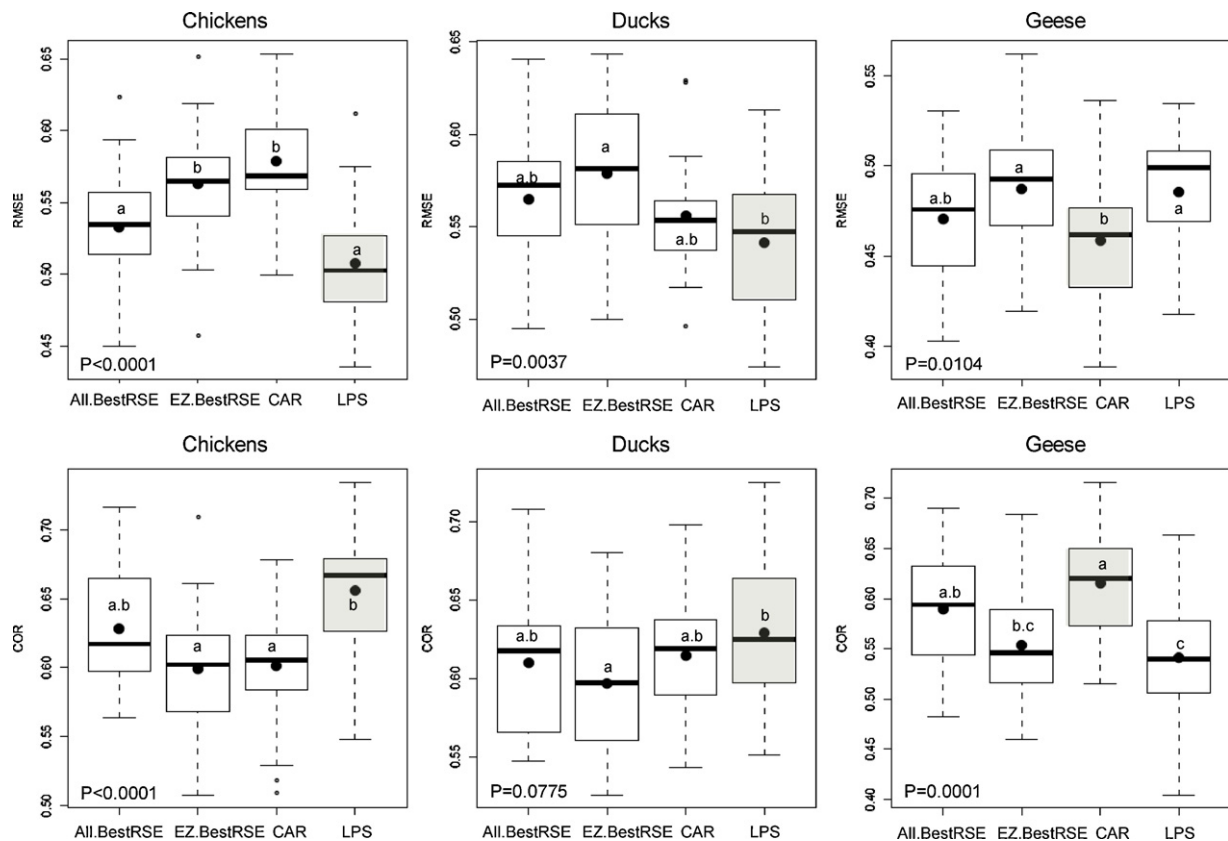 Chickens
Ducks
Geese
RMSE
0.65
0.60
0.55
0.50
0.45
a
b
b
a
P<0.0001
All.BestRSE EZ.BestRSE CAR LPS
RMSE
0.65
0.60
0.55
0.50
a.b
a
a.b
b
P=0.0037
All.BestRSE EZ.BestRSE CAR LPS
RMSE
0.55
0.50
0.45
0.40
a.b
a
b
a
P=0.0104
All.BestRSE EZ.BestRSE CAR LPS
Chickens
Ducks
Geese
COR
0.70
0.65
0.60
0.55
0.50
a.b
a
a
b
P<0.0001
All.BestRSE EZ.BestRSE CAR LPS
COR
0.70
0.65
0.60
0.55
a.b
a
a.b
b
P=0.0775
All.BestRSE EZ.BestRSE CAR LPS
COR
0.70
0.65
0.60
0.55
0.50
0.45
0.40
a.b
b.c
a
c
P=0.0001
All.BestRSE EZ.BestRSE CAR LPS